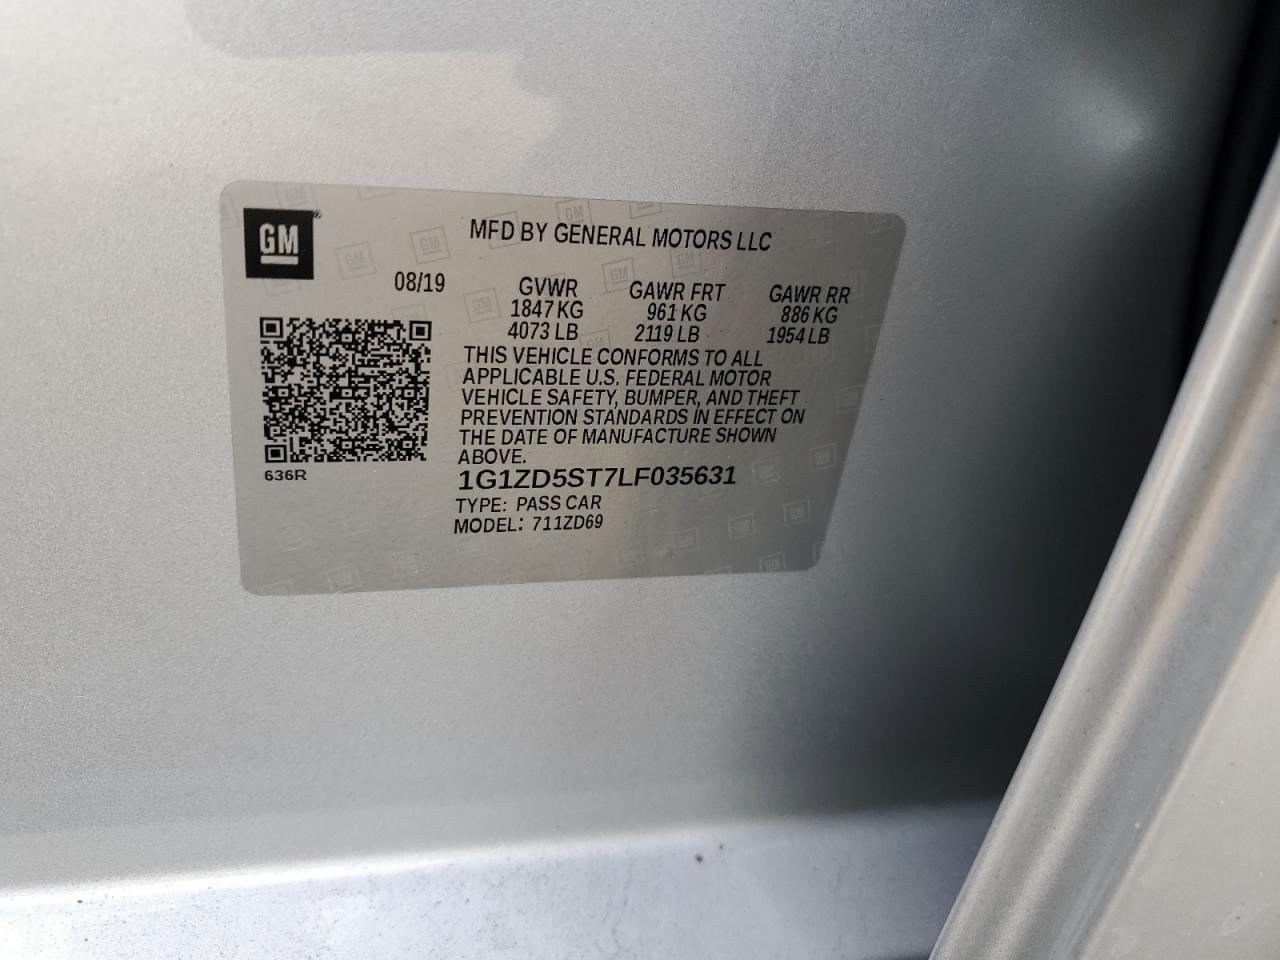 GM
MFD BY GENERAL MOTORS LLC
08/19 GVWR GAWR FRT GAWR RR
1847 KG 961 KG 886 KG
4073 LB 2119 LB 1954 LB
THIS VEHICLE CONFORMS TO ALL
APPLICABLE U.S. FEDERAL MOTOR
VEHICLE SAFETY, BUMPER, AND THEFT
PREVENTION STANDARDS IN EFFECT ON
THE DATE OF MANUFACTURE SHOWN
ABOVE.
636R
1G1ZD5ST7LF035631
TYPE: PASS CAR
MODEL: 711ZD69